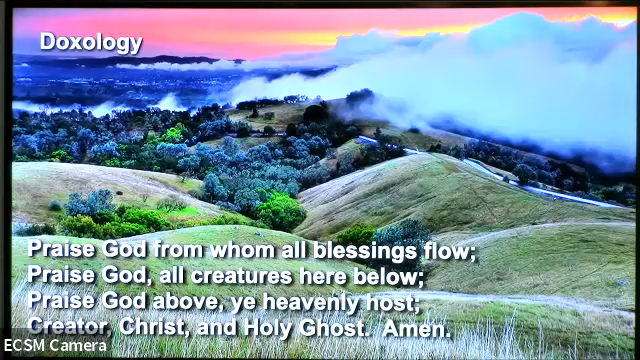 Doxology
Praise God from whom all blessings flow;
Praise God, all creatures here below;
Praise God above, ye heavenly host;
Creator, Christ, and Holy Ghost. Amen.
ECSM Camera